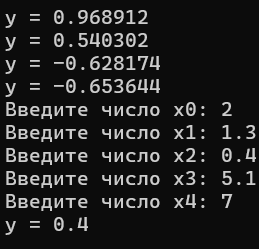 y = 0.968912
y = 0.540302
y = -0.628174
y = -0.653644
Введите число x0: 2
Введите число x1: 1.3
Введите число x2: 0.4
Введите число x3: 5.1
Введите число x4: 7
y = 0.4